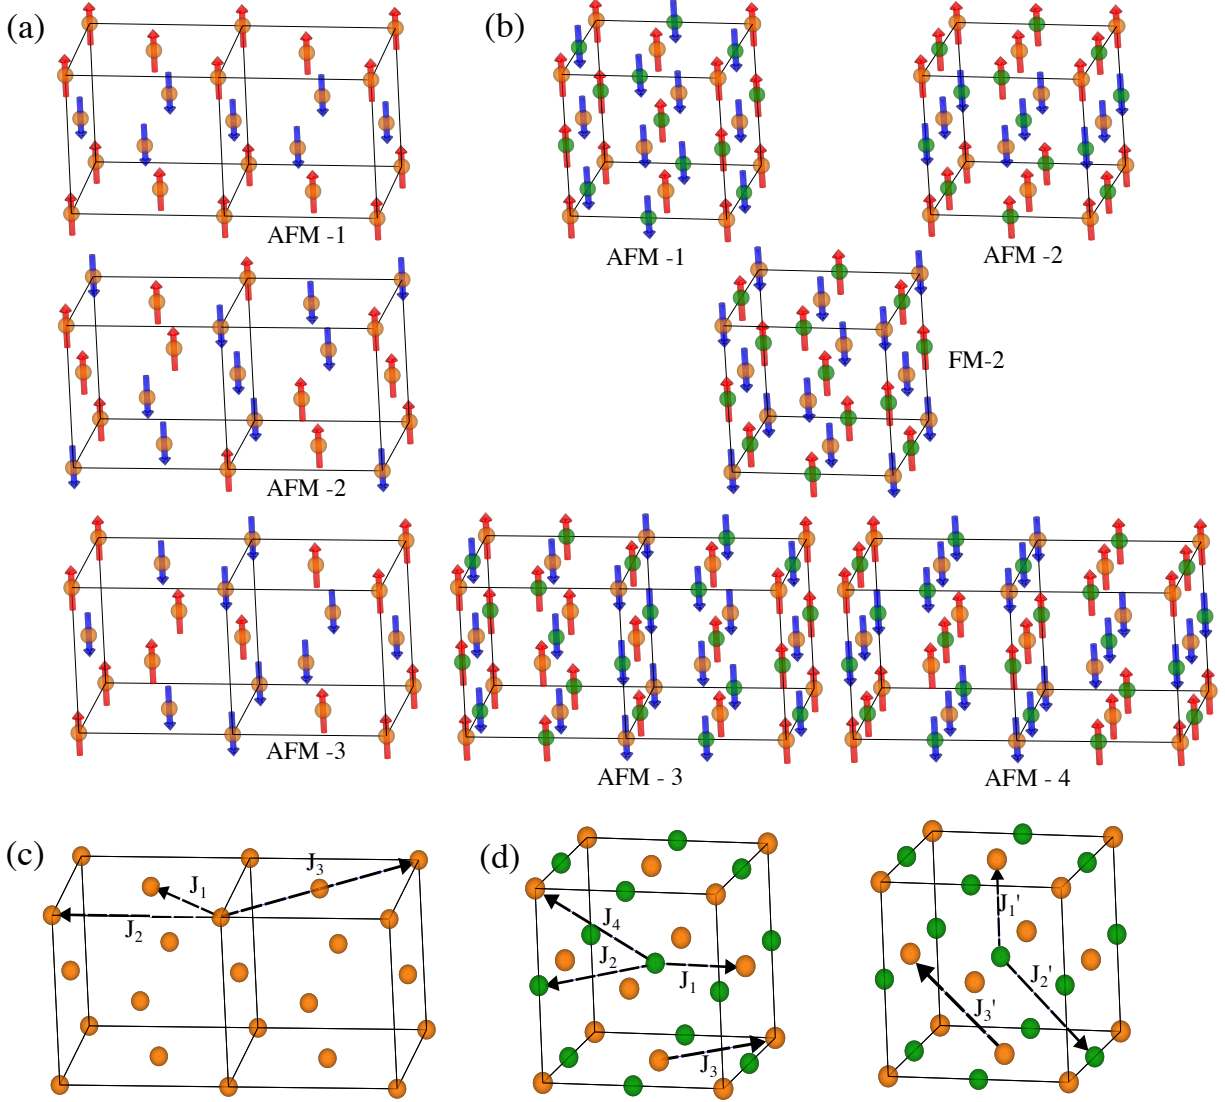 (a)
(b)
AFM -1
AFM -1
AFM -2
FM-2
AFM -2
AFM -3
AFM - 3
AFM - 4
(c)
J₁
J₂
J₃
(d)
J₄
J₂
J₁
J₃
J₁'
J₂'
J₃'